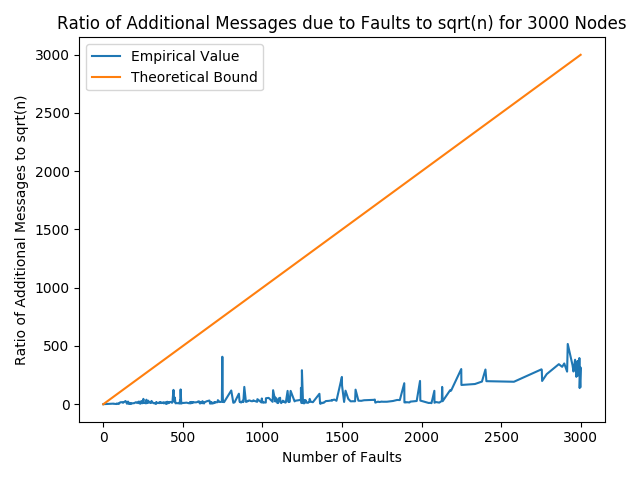 Ratio of Additional Messages due to Faults to sqrt(n) for 3000 Nodes
Empirical Value
Theoretical Bound
Ratio of Additional Messages to sqrt(n)
3000
2500
2000
1500
1000
500
0
0 500 1000 1500 2000 2500 3000
Number of Faults